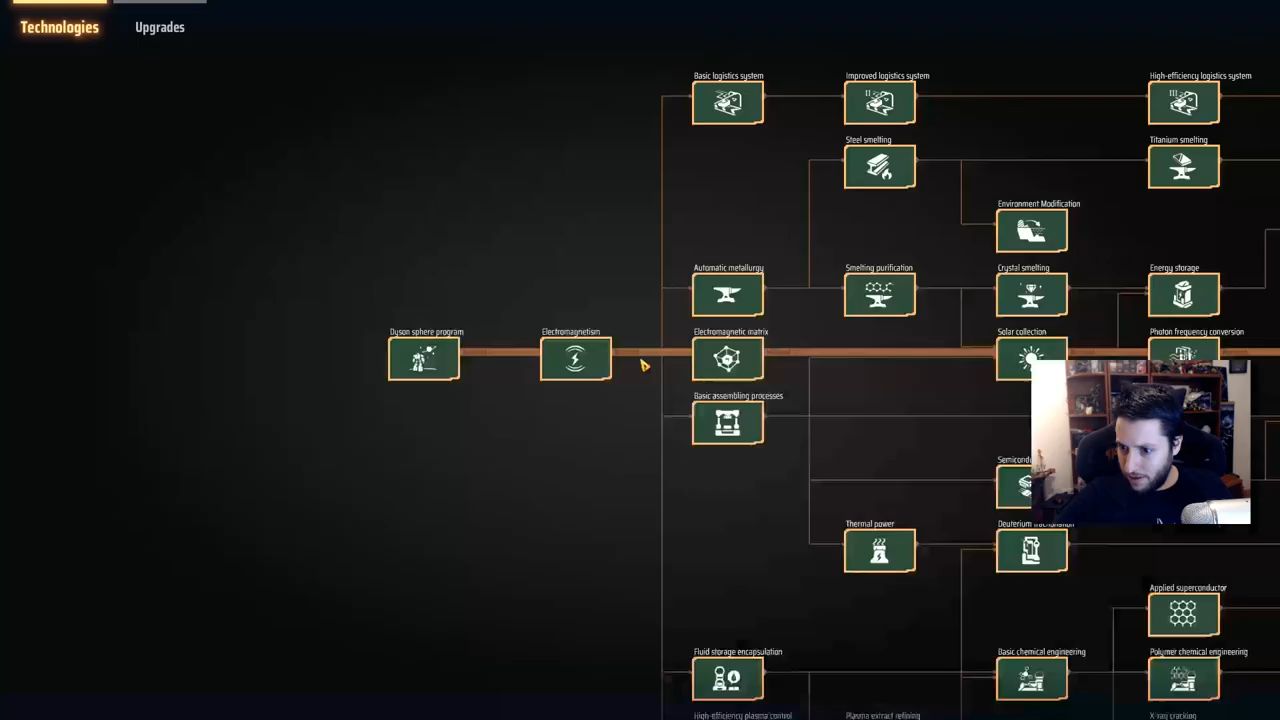 Technologies
Upgrades
Basic logistics system
Improved logistics system
High-efficiency logistics system
Steel smelting
Titanium smelting
Environment Modification
Automatic metallurgy
Smelting purification
Crystal smelting
Energy storage
Dyson sphere program
Electromagnetism
Electromagnetic matrix
Solar collection
Photon frequency conversion
Basic assembling processes
Thermal power
Applied superconductor
Fluid storage encapsulation
Basic chemical engineering
Polymer chemical engineering
High-efficiency plasma control
Plasma extract refining
X-ray cracking